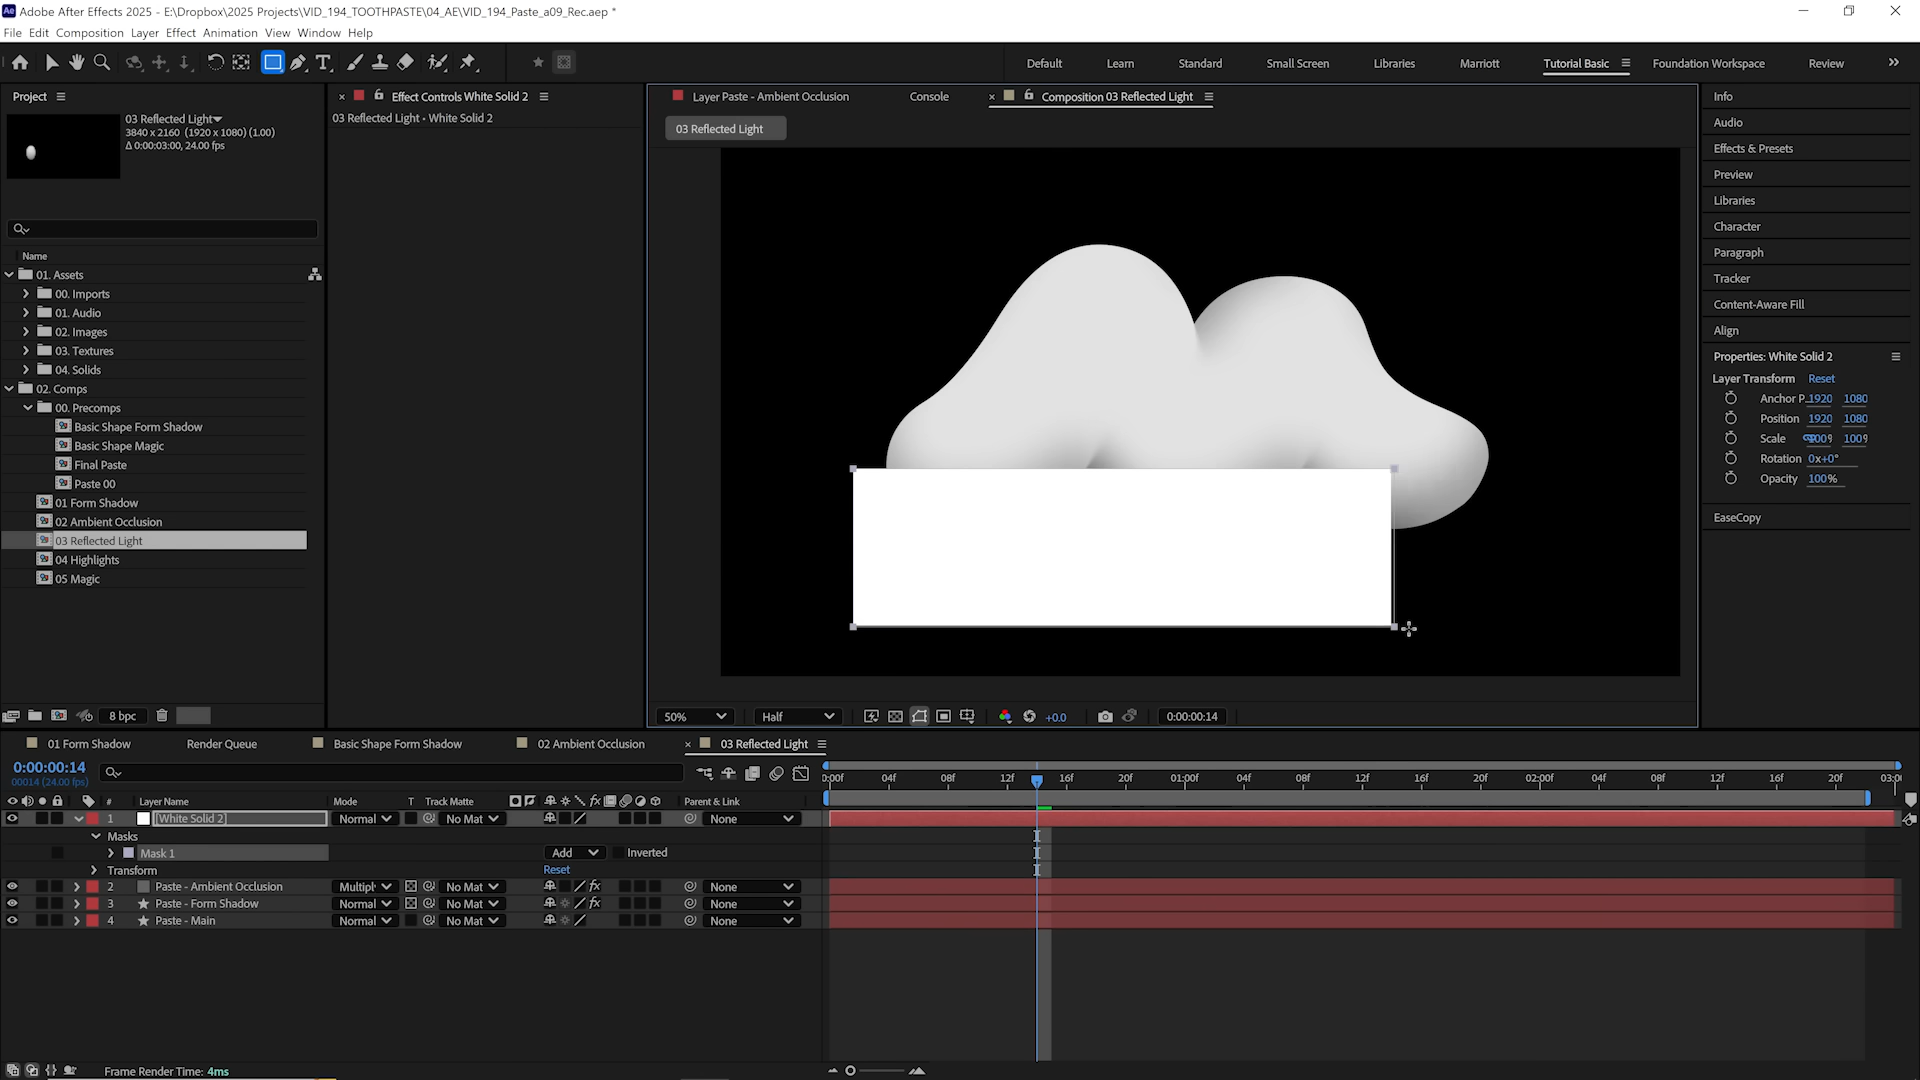 Adobe After Effects 2025 - E:\Dropbox\2025 Projects\VID_194_TOOTHPASTE\04_AE\VID_194_Paste_a09_Rec.aep *
File Edit Composition Layer Effect Animation View Window Help
Default Learn Standard Small Screen Libraries Marriott Tutorial Basic Foundation Workspace Review
Project
03 Reflected Light
3840 x 2160 (1920 x 1080) (1.00)
Δ 0:00:03:00, 24.00 fps
Name
01. Assets
00. Imports
01. Audio
02. Images
03. Textures
04. Solids
02. Comps
00. Precomps
Basic Shape Form Shadow
Basic Shape Magic
Final Paste
Paste 00
01 Form Shadow
02 Ambient Occlusion
03 Reflected Light
04 Highlights
05 Magic
8 bpc
Effect Controls White Solid 2
03 Reflected Light • White Solid 2
Layer Paste - Ambient Occlusion Console Composition 03 Reflected Light
03 Reflected Light
50% Half +0.0 0:00:00:14
Info
Audio
Effects & Presets
Preview
Libraries
Character
Paragraph
Tracker
Content-Aware Fill
Align
Properties: White Solid 2
Layer Transform Reset
Anchor P 1920 1080
Position 1920 1080
Scale 100%
Rotation 0x+0°
Opacity 100%
EaseCopy
01 Form Shadow Render Queue Basic Shape Form Shadow 02 Ambient Occlusion 03 Reflected Light
0:00:00:14
00014 (24.00 fps)
# Layer Name Mode T Track Matte Parent & Link
0:00f 04f 08f 12f 16f 20f 01:00f 04f 08f 12f 16f 20f 02:00f 04f 08f 12f 16f 20f 03:0
1 [White Solid 2] Normal No Mat None
Masks
Mask 1 Add Inverted
Transform Reset
2 Paste - Ambient Occlusion Multipl No Mat fx None
3 Paste - Form Shadow Normal No Mat fx None
4 Paste - Main Normal No Mat None
Frame Render Time: 4ms